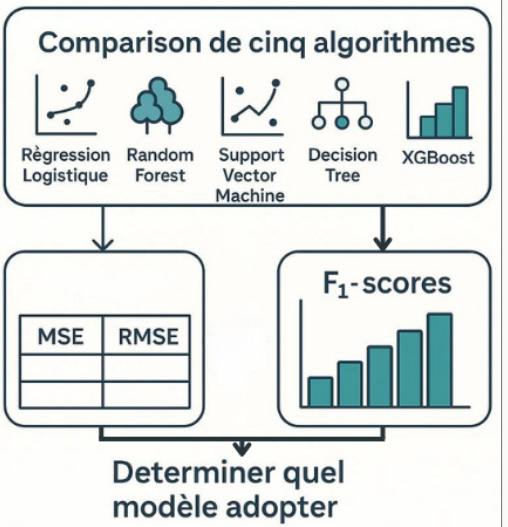 Comparison de cinq algorithmes
Règression
Logistique
Random
Forest
Support
Vector
Machine
Decision
Tree
XGBoost
MSE
RMSE
F₁-scores
Determiner quel
modèle adopter